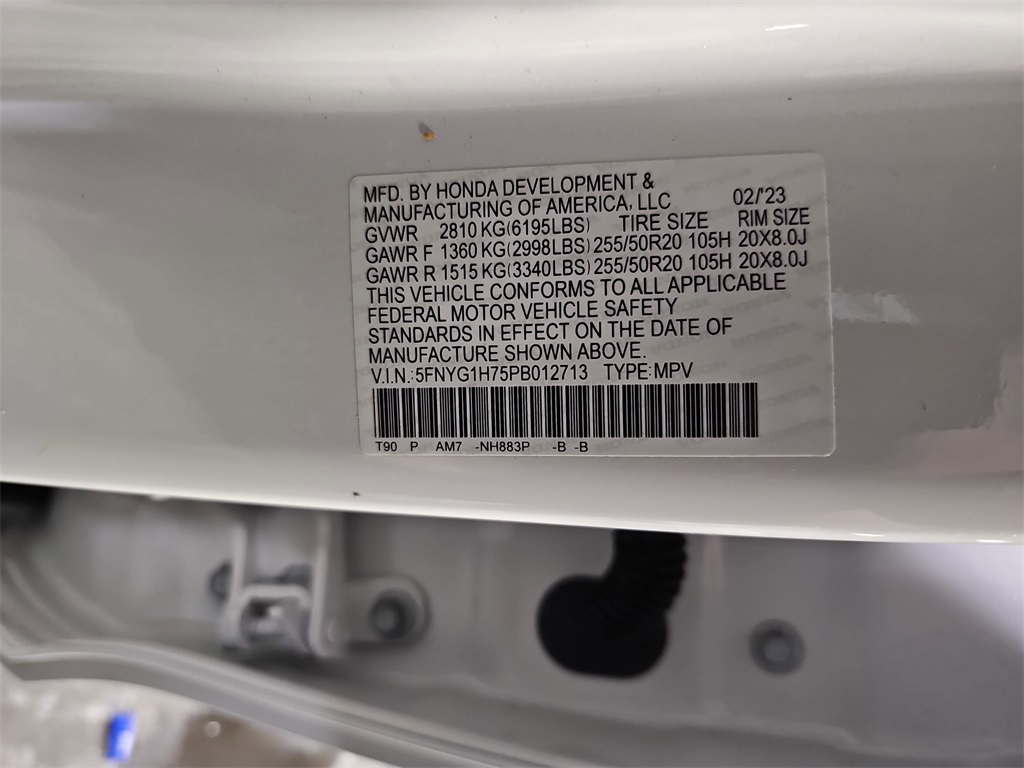 MFD. BY HONDA DEVELOPMENT &
MANUFACTURING OF AMERICA, LLC 02/'23
GVWR 2810 KG(6195LBS) TIRE SIZE RIM SIZE
GAWR F 1360 KG(2998LBS) 255/50R20 105H 20X8.0J
GAWR R 1515 KG(3340LBS) 255/50R20 105H 20X8.0J
THIS VEHICLE CONFORMS TO ALL APPLICABLE
FEDERAL MOTOR VEHICLE SAFETY
STANDARDS IN EFFECT ON THE DATE OF
MANUFACTURE SHOWN ABOVE.
V.I.N.:5FNYG1H75PB012713 TYPE:MPV
T90 P AM7 -NH883P -B -B